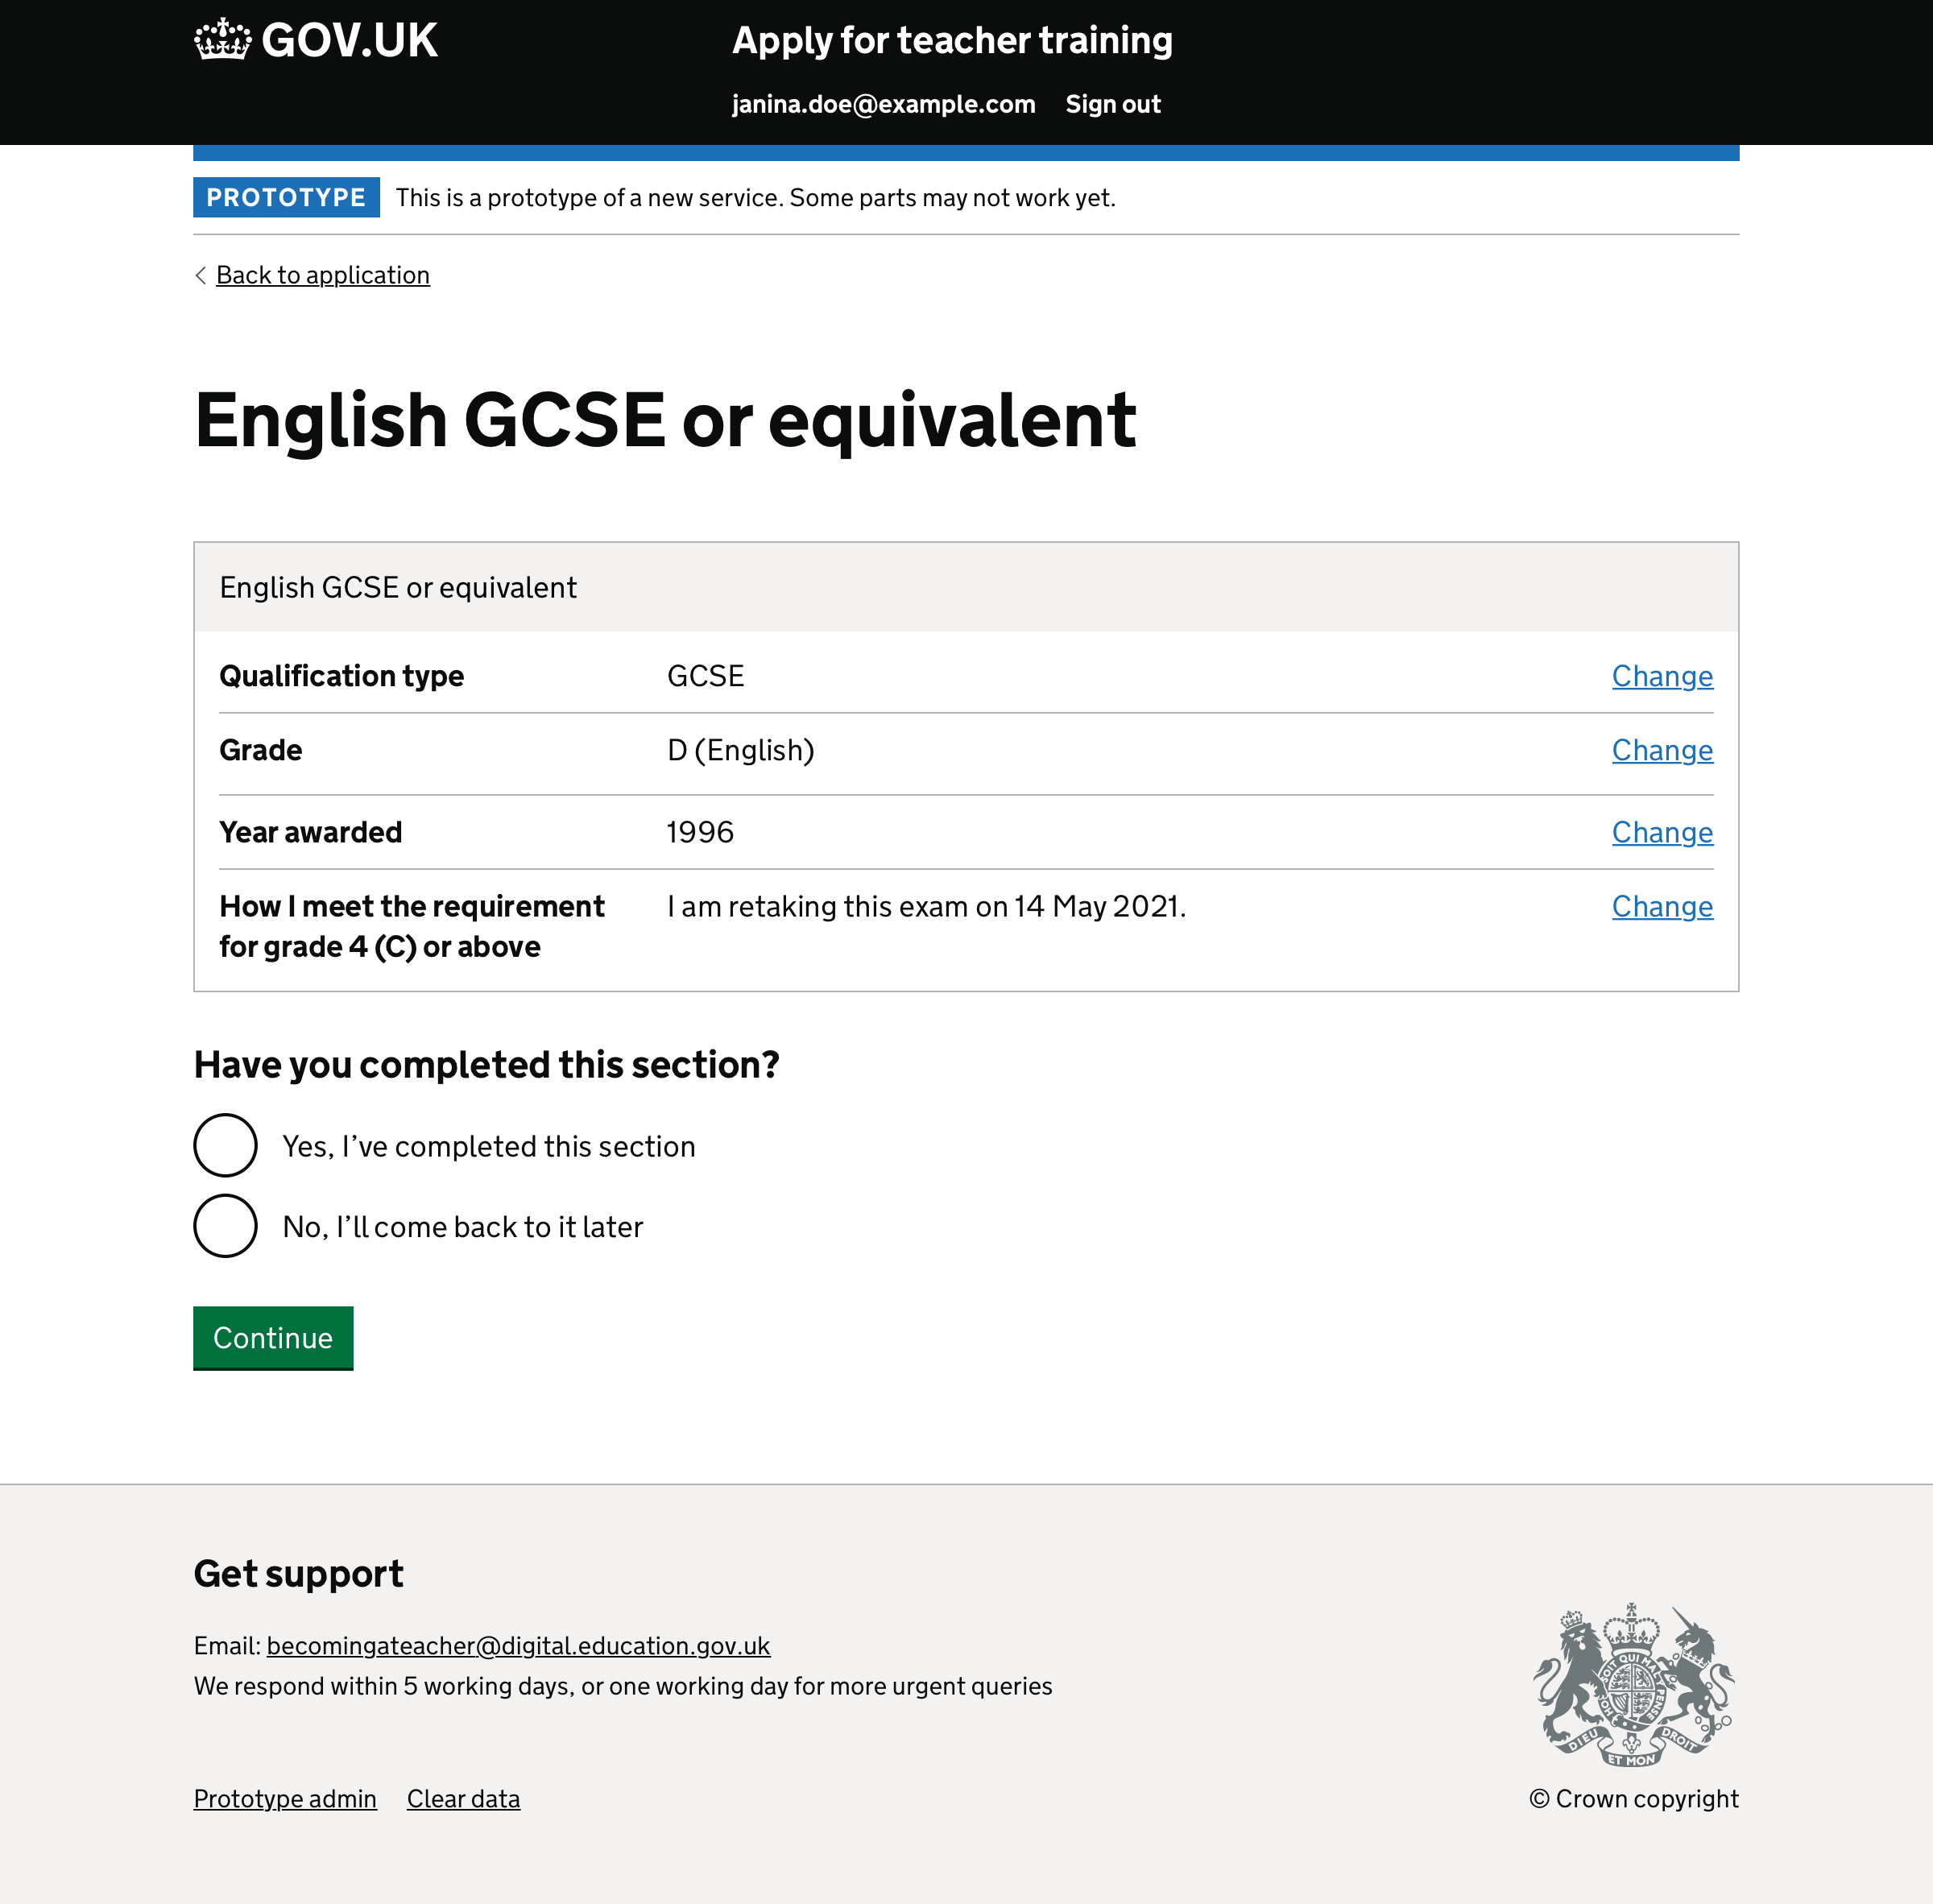 GOV.UK
Apply for teacher training
janina.doe@example.com Sign out
PROTOTYPE This is a prototype of a new service. Some parts may not work yet.
Back to application
English GCSE or equivalent
English GCSE or equivalent
Qualification type GCSE Change
Grade D (English) Change
Year awarded 1996 Change
How I meet the requirement I am retaking this exam on 14 May 2021. Change
for grade 4 (C) or above
Have you completed this section?
Yes, I’ve completed this section
No, I’ll come back to it later
Continue
Get support
Email: becomingateacher@digital.education.gov.uk
We respond within 5 working days, or one working day for more urgent queries
DIEU ET MON DROIT
Prototype admin Clear data
© Crown copyright